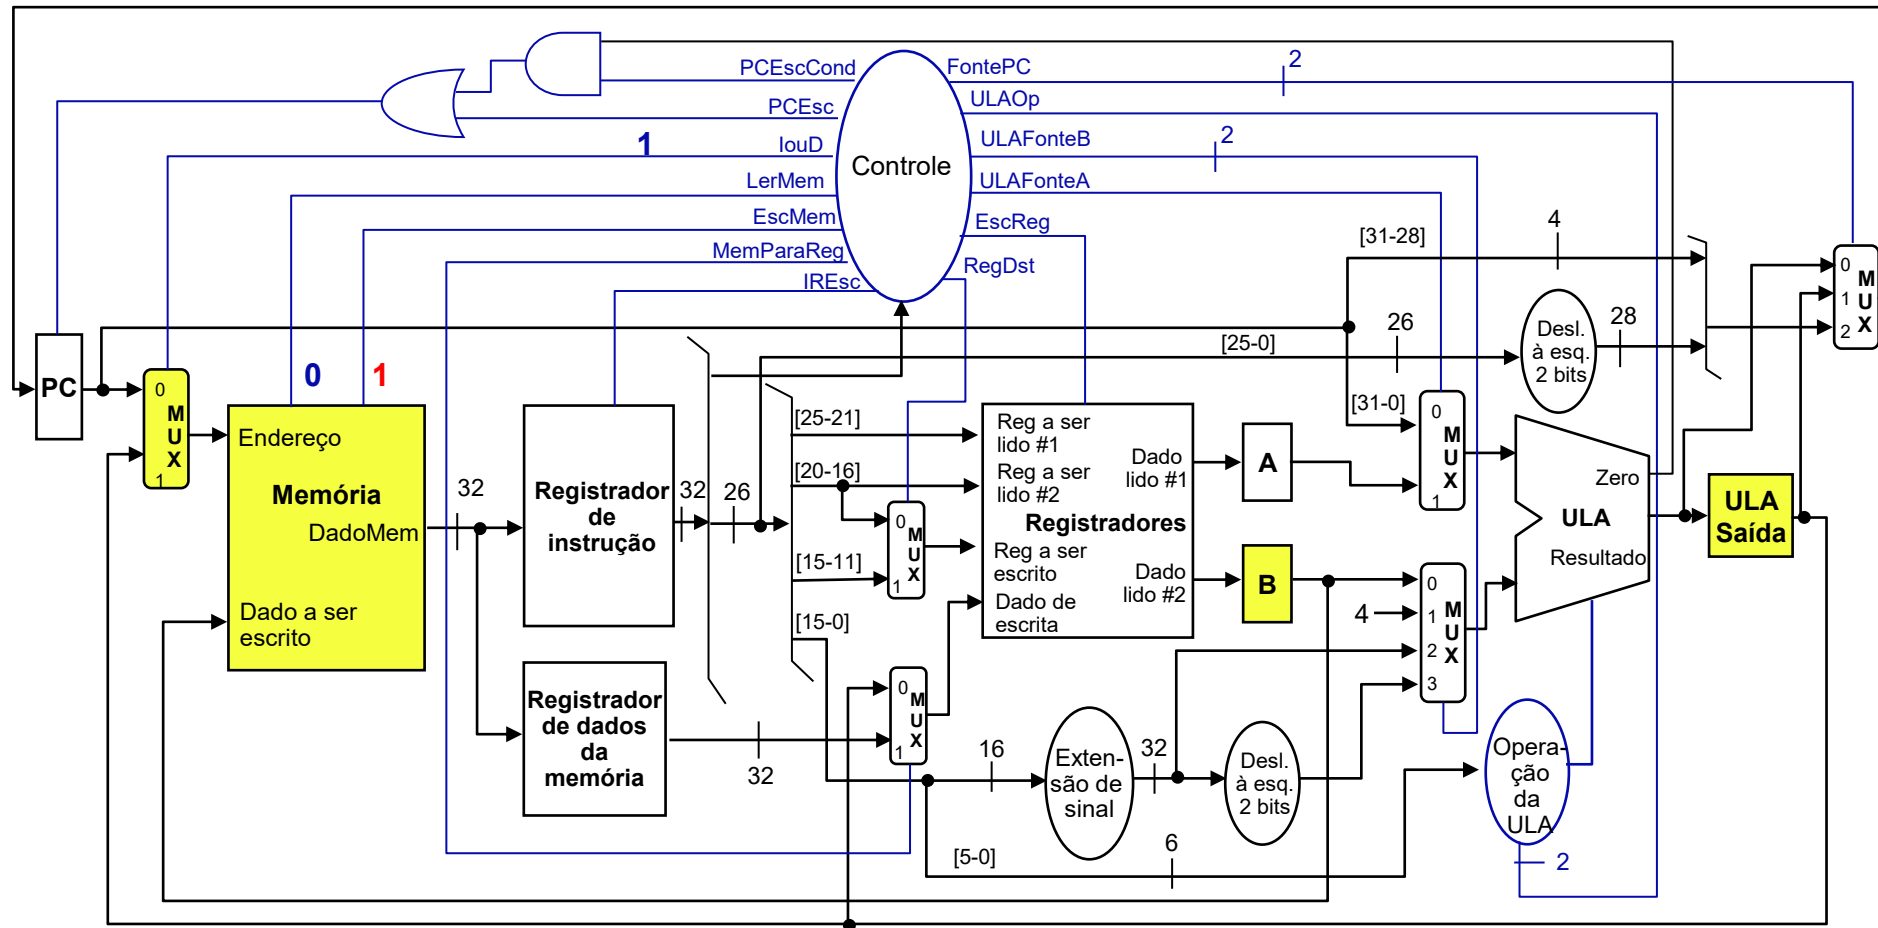 PCEscCond
PCEsc
IouD
LerMem
EscMem
MemParaReg
IREsc
1
Controle
FontePC
ULAOp
ULAFonteB
ULAFonteA
EscReg
RegDst
2
2
[31-28]
4
0
1
2
M
U
X
PC
0
M
U
X
1
0
1
Endereço
Memória
DadoMem
Dado a ser
escrito
32
Registrador
de
instrução
32
26
Registrador
de dados
da
memória
32
[25-0]
26
Desl.
à esq.
2 bits
28
[25-21]
[20-16]
[15-11]
[15-0]
0
M
U
X
1
0
M
U
X
1
Reg a ser
lido #1
Reg a ser
lido #2
Registradores
Reg a ser
escrito
Dado de
escrita
Dado
lido #1
Dado
lido #2
A
B
[31-0]
0
M
U
X
1
4
0
1
2
3
M
U
X
Zero
ULA
Resultado
ULA
Saída
16
Exten-
são de
sinal
32
Desl.
à esq.
2 bits
Opera-
ção
da
ULA
2
[5-0]
6